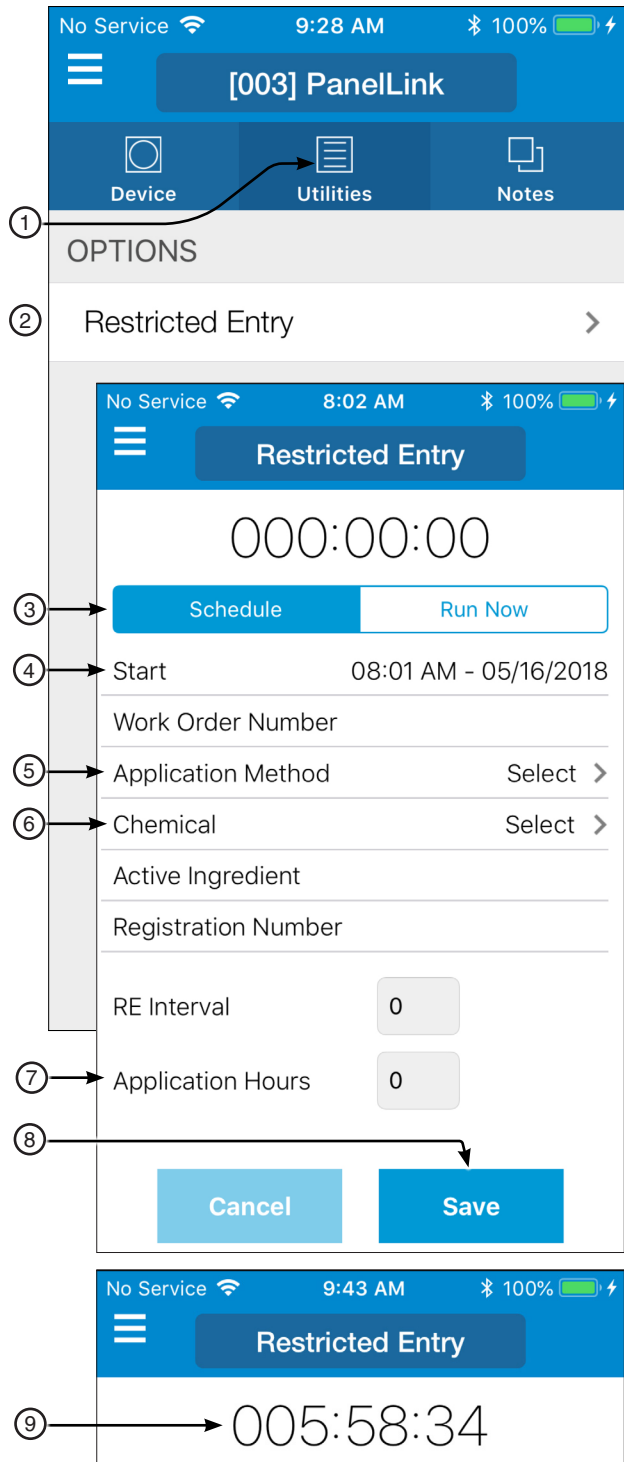 No Service 9:28 AM 100%
[003] PanelLink
Device Utilities Notes
1
OPTIONS
2 Restricted Entry >
No Service 8:02 AM 100%
Restricted Entry
000:00:00
3 Schedule Run Now
4 Start 08:01 AM - 05/16/2018
Work Order Number
5 Application Method Select >
6 Chemical Select >
Active Ingredient
Registration Number
RE Interval 0
7 Application Hours 0
8
Cancel Save
No Service 9:43 AM 100%
Restricted Entry
9 005:58:34